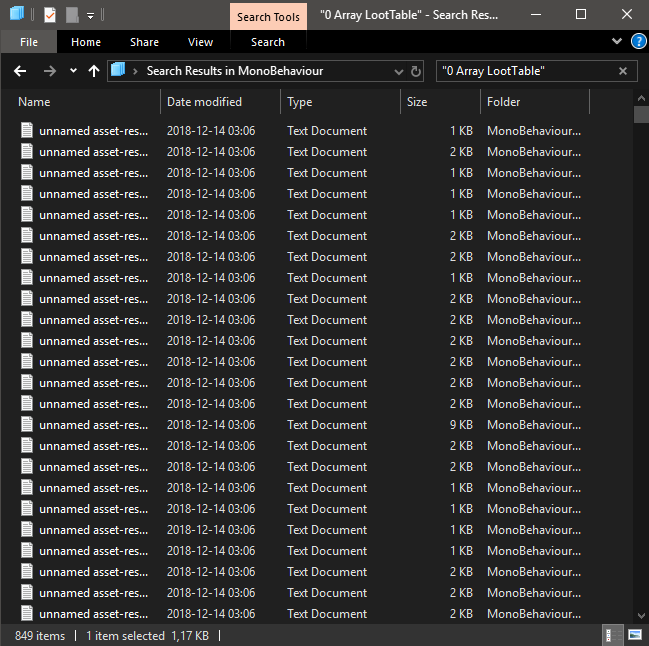 Search Tools "0 Array LootTable" - Search Res...
File Home Share View Search
Search Results in MonoBehaviour "0 Array LootTable"
Name Date modified Type Size Folder
unnamed asset-res... 2018-12-14 03:06 Text Document 1 KB MonoBehaviour...
unnamed asset-res... 2018-12-14 03:06 Text Document 2 KB MonoBehaviour...
unnamed asset-res... 2018-12-14 03:06 Text Document 1 KB MonoBehaviour...
unnamed asset-res... 2018-12-14 03:06 Text Document 1 KB MonoBehaviour...
unnamed asset-res... 2018-12-14 03:06 Text Document 1 KB MonoBehaviour...
unnamed asset-res... 2018-12-14 03:06 Text Document 2 KB MonoBehaviour...
unnamed asset-res... 2018-12-14 03:06 Text Document 2 KB MonoBehaviour...
unnamed asset-res... 2018-12-14 03:06 Text Document 1 KB MonoBehaviour...
unnamed asset-res... 2018-12-14 03:06 Text Document 2 KB MonoBehaviour...
unnamed asset-res... 2018-12-14 03:06 Text Document 2 KB MonoBehaviour...
unnamed asset-res... 2018-12-14 03:06 Text Document 2 KB MonoBehaviour...
unnamed asset-res... 2018-12-14 03:06 Text Document 2 KB MonoBehaviour...
unnamed asset-res... 2018-12-14 03:06 Text Document 2 KB MonoBehaviour...
unnamed asset-res... 2018-12-14 03:06 Text Document 2 KB MonoBehaviour...
unnamed asset-res... 2018-12-14 03:06 Text Document 9 KB MonoBehaviour...
unnamed asset-res... 2018-12-14 03:06 Text Document 2 KB MonoBehaviour...
unnamed asset-res... 2018-12-14 03:06 Text Document 2 KB MonoBehaviour...
unnamed asset-res... 2018-12-14 03:06 Text Document 1 KB MonoBehaviour...
unnamed asset-res... 2018-12-14 03:06 Text Document 1 KB MonoBehaviour...
unnamed asset-res... 2018-12-14 03:06 Text Document 1 KB MonoBehaviour...
unnamed asset-res... 2018-12-14 03:06 Text Document 1 KB MonoBehaviour...
unnamed asset-res... 2018-12-14 03:06 Text Document 2 KB MonoBehaviour...
unnamed asset-res... 2018-12-14 03:06 Text Document 2 KB MonoBehaviour...
unnamed asset-res... 2018-12-14 03:06 Text Document 2 KB MonoBehaviour...
849 items 1 item selected 1,17 KB